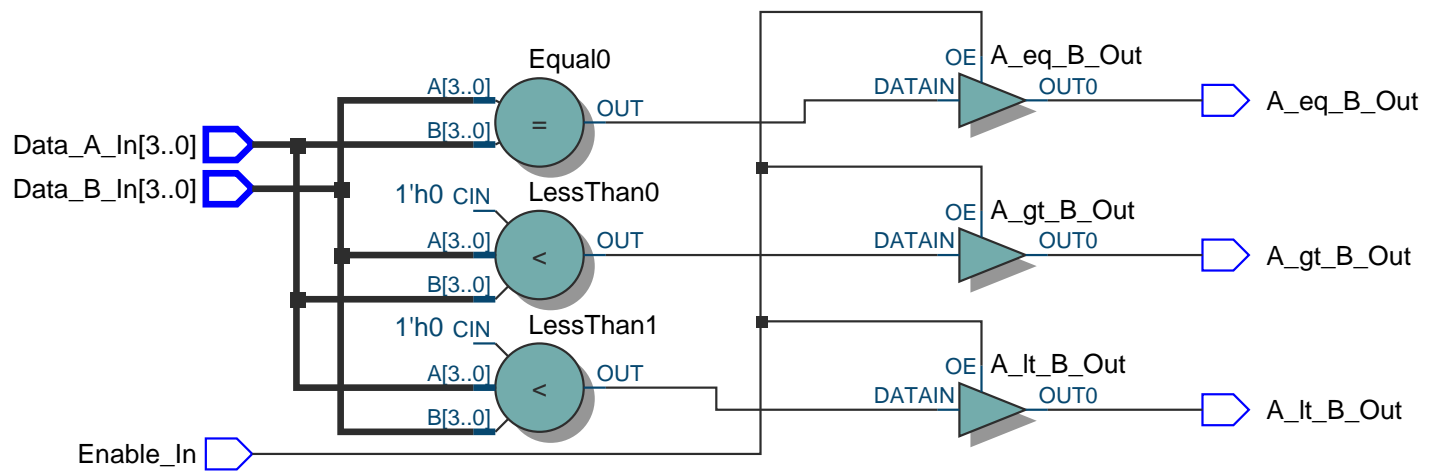 Equal0
A[3..0]
B[3..0]
=
OUT
OE
A_eq_B_Out
DATAIN
OUT0
A_eq_B_Out
Data_A_In[3..0]
Data_B_In[3..0]
LessThan0
1'h0 CIN
A[3..0]
B[3..0]
<
OUT
OE
A_gt_B_Out
DATAIN
OUT0
A_gt_B_Out
LessThan1
1'h0 CIN
A[3..0]
B[3..0]
<
OUT
OE
A_lt_B_Out
DATAIN
OUT0
A_lt_B_Out
Enable_In